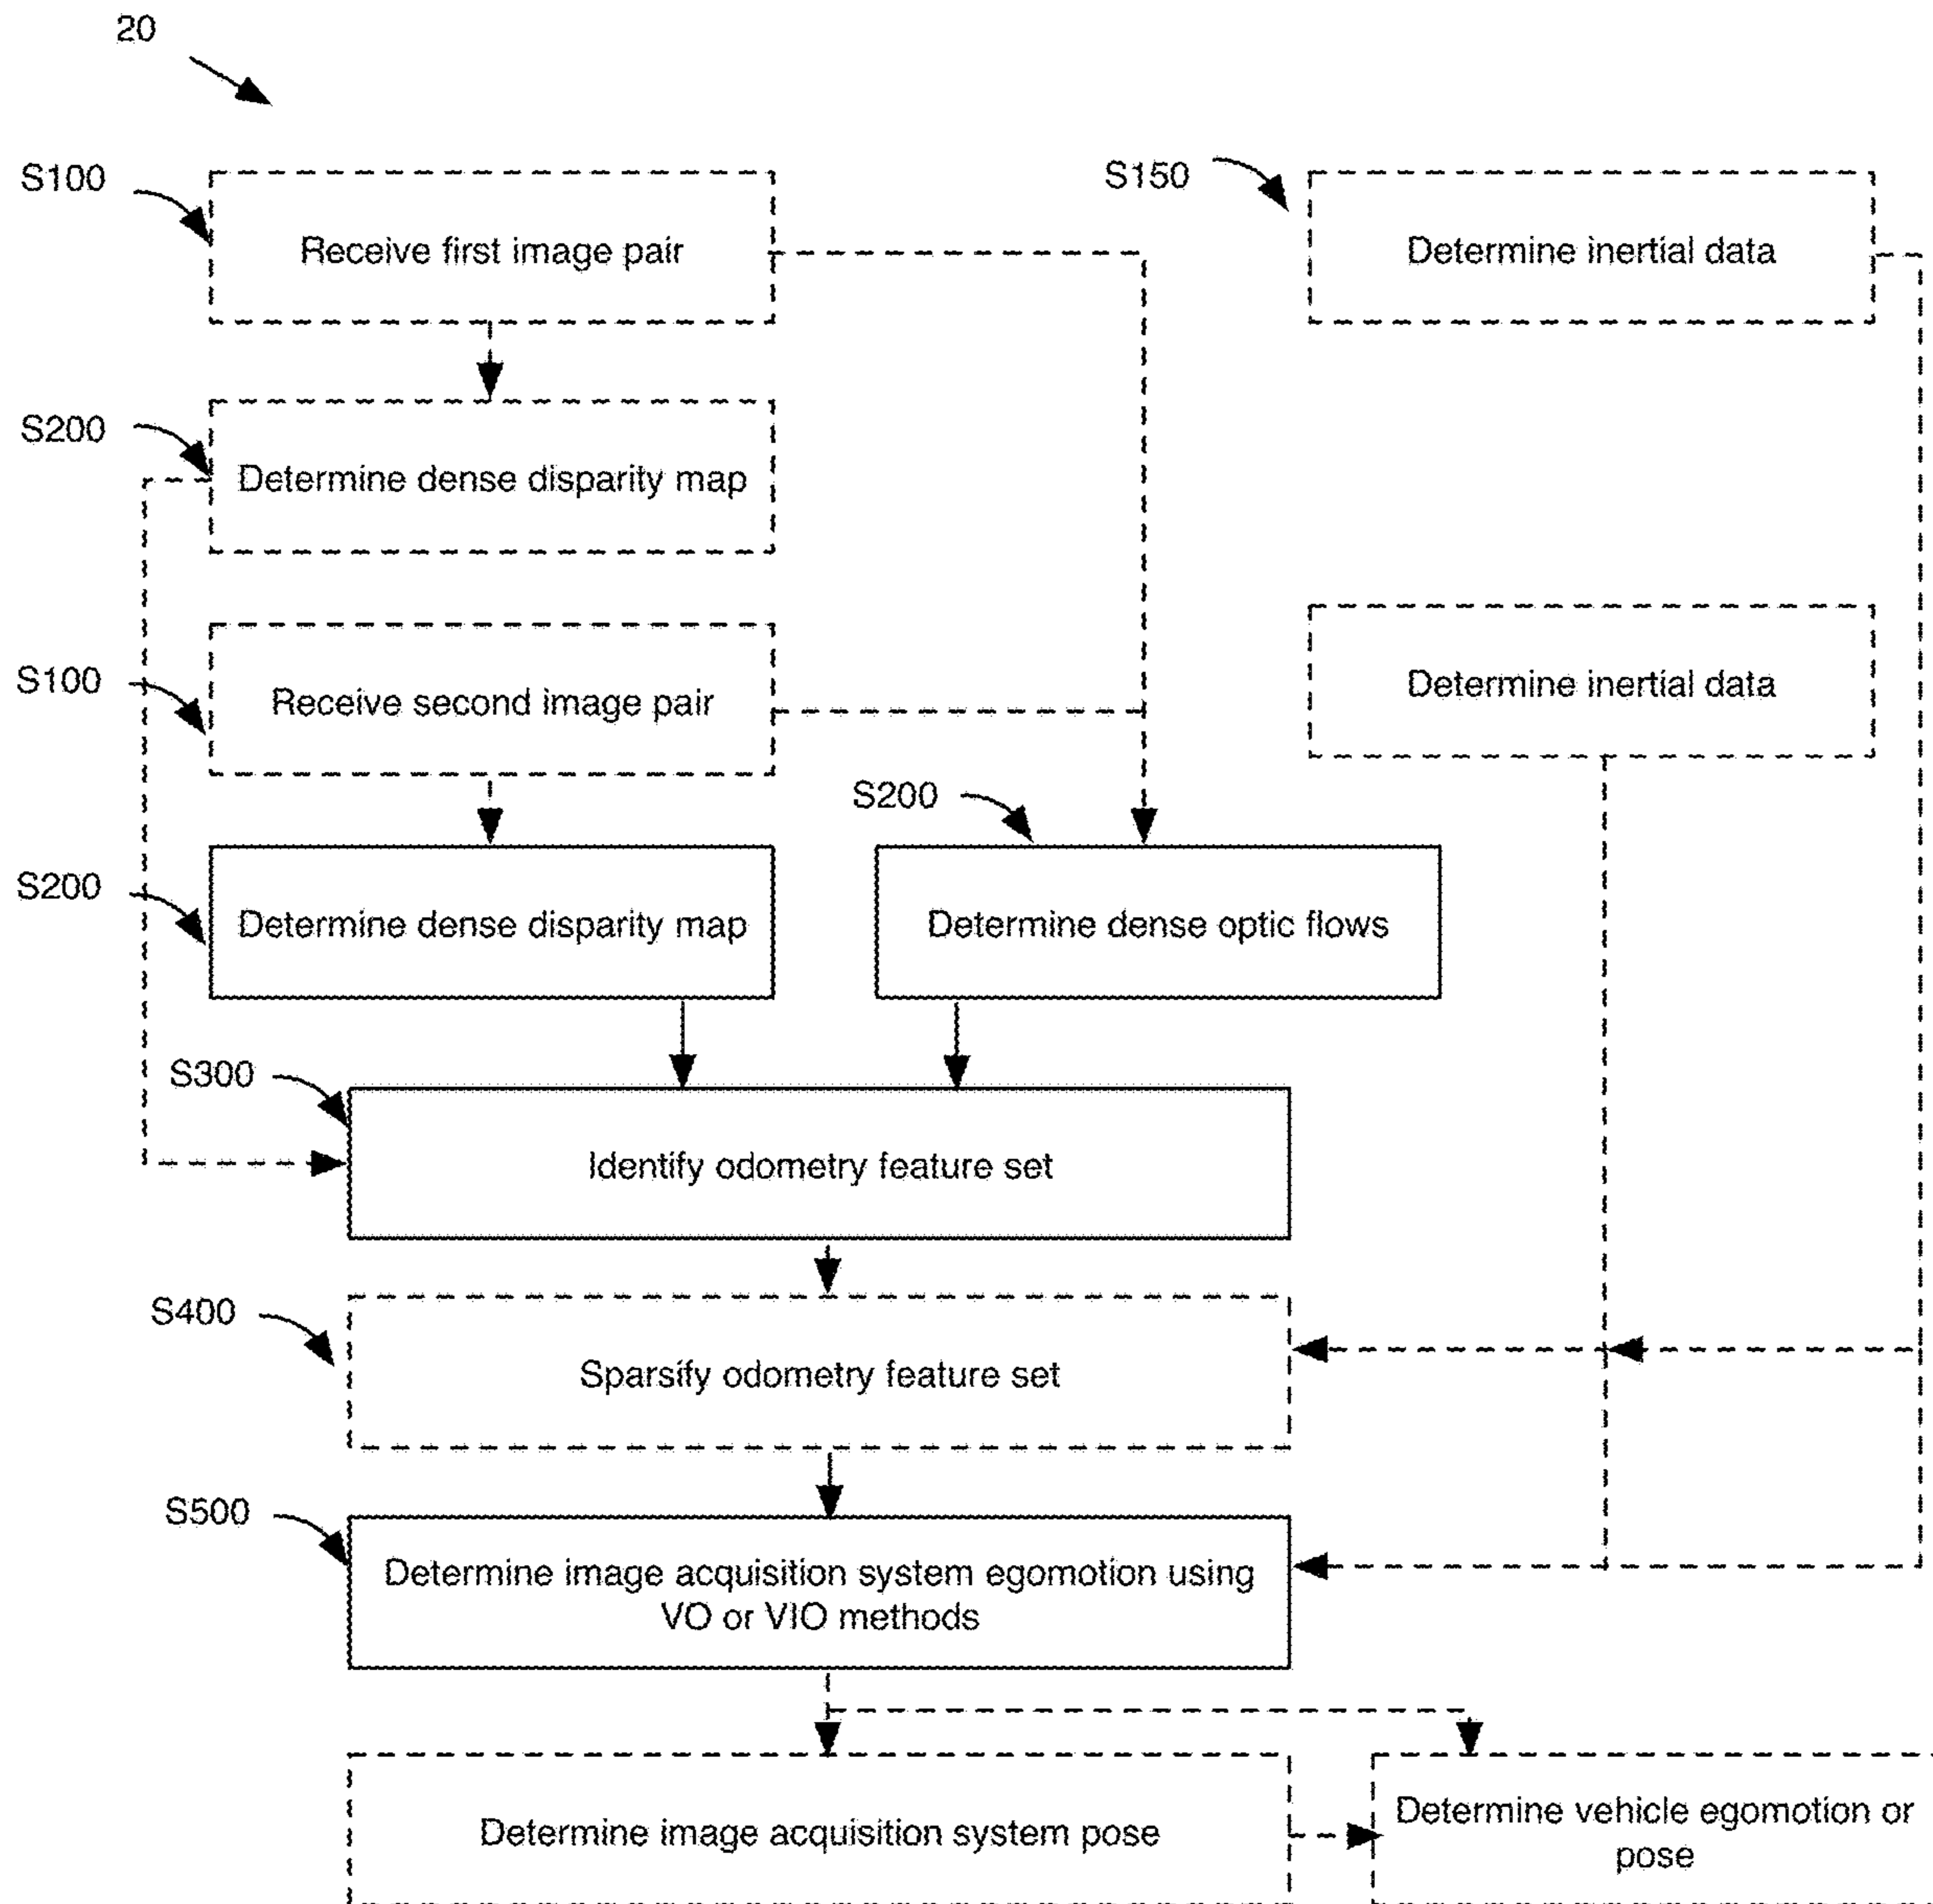 20
S100
Receive first image pair
S150
Determine inertial data
S200
Determine dense disparity map
S100
Receive second image pair
Determine inertial data
S200
Determine dense disparity map
S200
Determine dense optic flows
S300
Identify odometry feature set
S400
Sparsify odometry feature set
S500
Determine image acquisition system egomotion using
VO or VIO methods
Determine image acquisition system pose
Determine vehicle egomotion or
pose